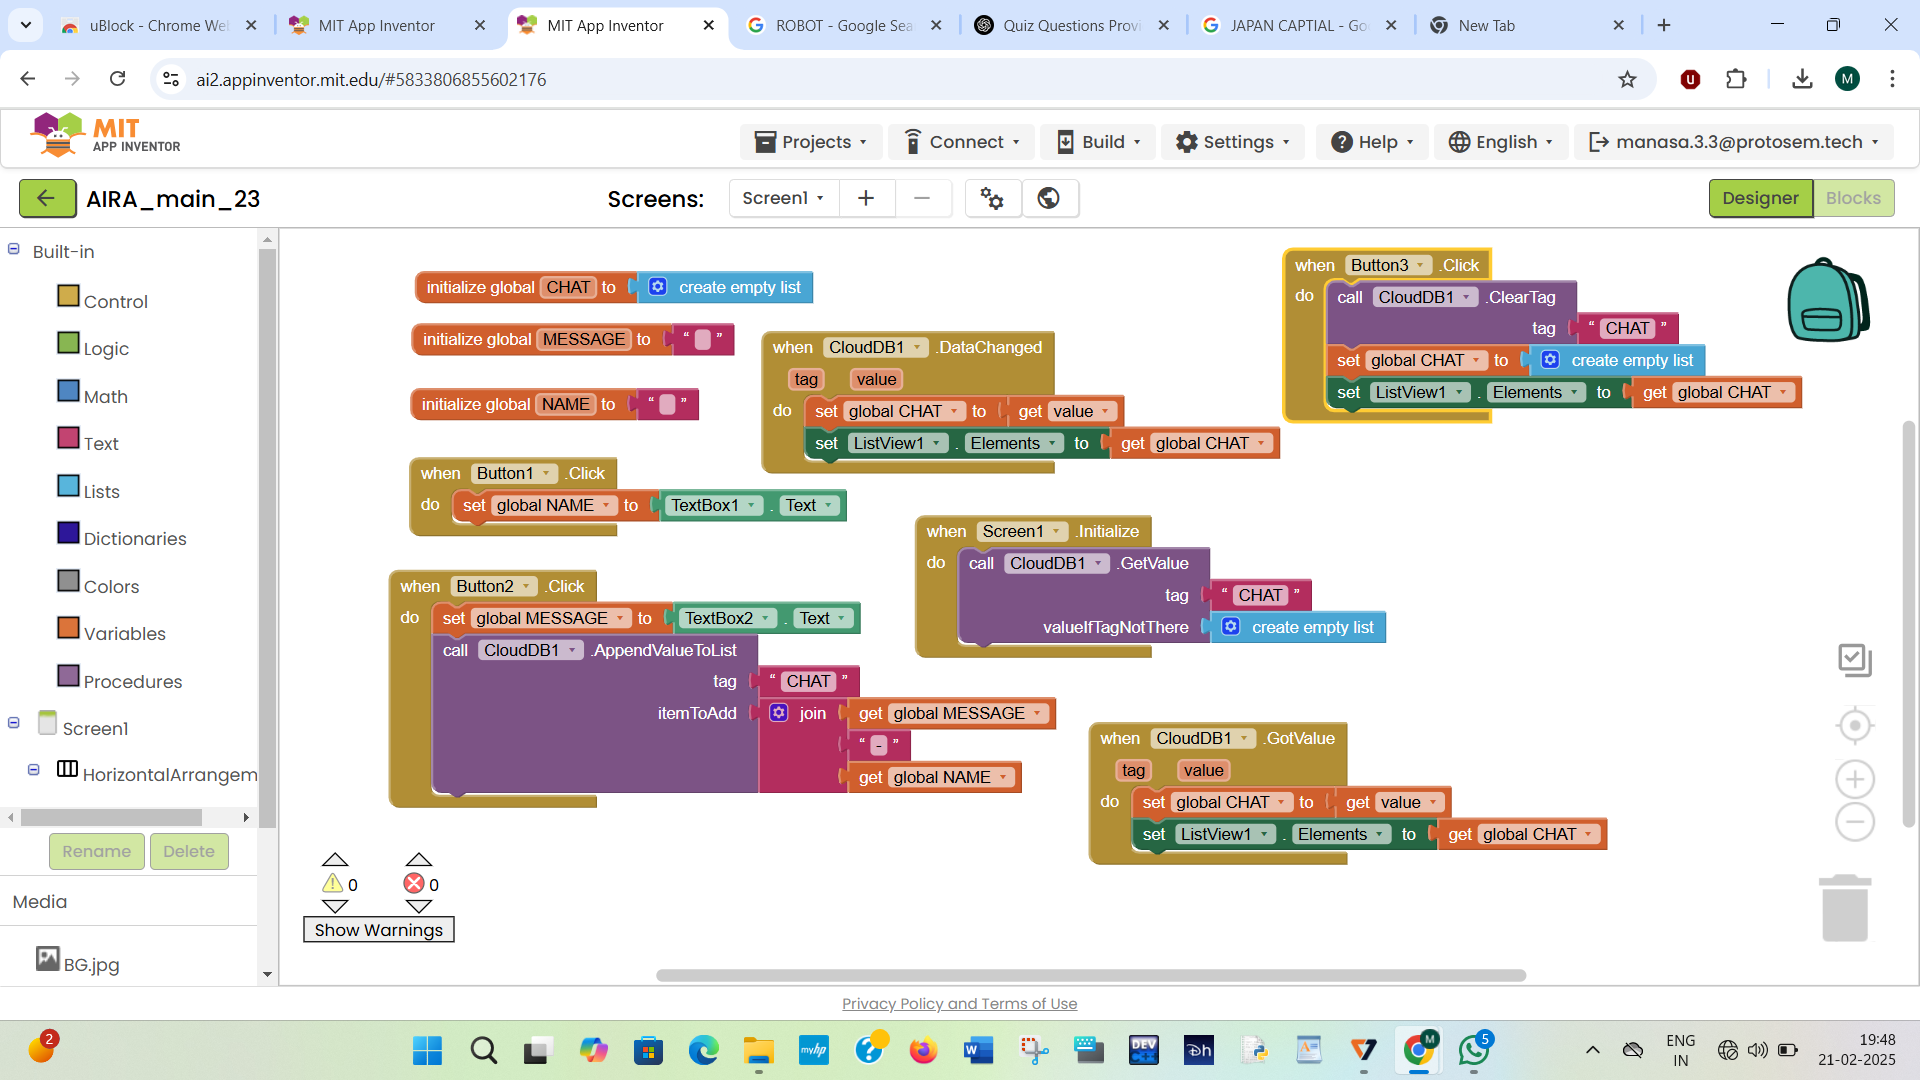 uBlock - Chrome We
MIT App Inventor
MIT App Inventor
ROBOT - Google Sea
Quiz Questions Provi
JAPAN CAPTIAL - Go
New Tab
ai2.appinventor.mit.edu/#5833806855602176
M
MIT
APP INVENTOR
Projects
Connect
Build
Settings
Help
English
manasa.3.3@protosem.tech
AIRA_main_23
Screens:
Screen1
Designer
Blocks
Built-in
Control
Logic
Math
Text
Lists
Dictionaries
Colors
Variables
Procedures
Screen1
HorizontalArrangem
Rename
Delete
Media
BG.jpg
initialize global CHAT to create empty list
initialize global MESSAGE to “ ”
initialize global NAME to “ ”
when Button1 .Click
do set global NAME to TextBox1 . Text
when Button2 .Click
do set global MESSAGE to TextBox2 . Text
call CloudDB1 .AppendValueToList
tag “ CHAT ”
itemToAdd join get global MESSAGE
“ - ”
get global NAME
when CloudDB1 .DataChanged
tag value
do set global CHAT to get value
set ListView1 . Elements to get global CHAT
when Screen1 .Initialize
do call CloudDB1 .GetValue
tag “ CHAT ”
valueIfTagNotThere create empty list
when CloudDB1 .GotValue
tag value
do set global CHAT to get value
set ListView1 . Elements to get global CHAT
when Button3 .Click
do call CloudDB1 .ClearTag
tag “ CHAT ”
set global CHAT to create empty list
set ListView1 . Elements to get global CHAT
0
0
Show Warnings
Privacy Policy and Terms of Use
2
myhp
W
DEV C++
Dh
M
5
ENG
IN
19:48
21-02-2025